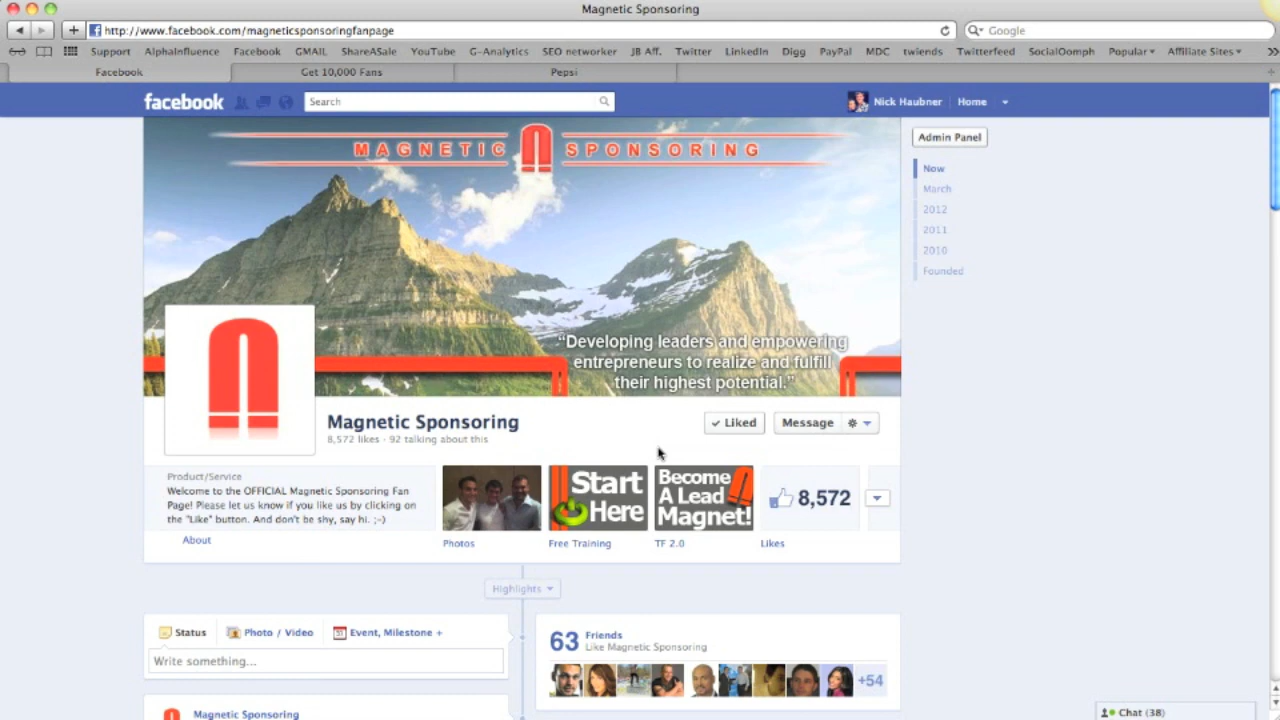 Magnetic Sponsoring
http://www.facebook.com/magneticsponsoringfanpage
Google
Support AlphaInfluence Facebook GMAIL ShareASale YouTube G-Analytics SEO networker JB Aff. Twitter LinkedIn Digg PayPal MDC twiends Twitterfeed SocialOomph Popular Affiliate Sites
Facebook Get 10,000 Fans Pepsi
facebook Search Nick Haubner Home
Admin Panel
MAGNETIC SPONSORING
Now
March
2012
2011
2010
Founded
“Developing leaders and empowering
entrepreneurs to realize and fulfill
their highest potential.”
Magnetic Sponsoring
8,572 likes · 92 talking about this
Liked Message
Product/Service
Welcome to the OFFICIAL Magnetic Sponsoring Fan
Page! Please let us know if you like us by clicking on
the "Like" button. And don't be shy, say hi. ;-)
About
Start
Here
Become
A Lead
Magnet!
8,572
Photos Free Training TF 2.0 Likes
Highlights
Status Photo / Video Event, Milestone +
Write something...
63 Friends
Like Magnetic Sponsoring
+54
Magnetic Sponsoring
Chat (38)